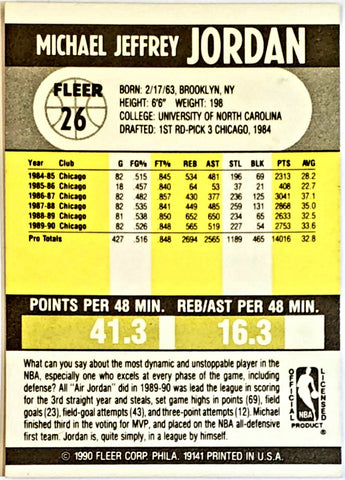 MICHAEL JEFFREY JORDAN
FLEER
26
BORN: 2/17/63, BROOKLYN, NY
HEIGHT: 6'6" WEIGHT: 198
COLLEGE: UNIVERSITY OF NORTH CAROLINA
DRAFTED: 1ST RD-PICK 3 CHICAGO, 1984
Year Club G FG% FT% REB AST STL BLK PTS AVG
1984-85 Chicago 82 .515 .845 534 481 196 69 2313 28.2
1985-86 Chicago 18 .457 .840 64 53 37 21 408 22.7
1986-87 Chicago 82 .482 .857 430 377 236 125 3041 37.1
1987-88 Chicago 82 .535 .841 449 485 259 131 2868 35.0
1988-89 Chicago 81 .538 .850 652 650 234 65 2633 32.5
1989-90 Chicago 82 .526 .848 565 519 227 54 2753 33.6
Pro Totals 427 .516 .848 2694 2565 1189 465 14016 32.8
POINTS PER 48 MIN. REB/AST PER 48 MIN.
41.3 16.3
What can you say about the most dynamic and unstoppable player in the
NBA, especially one who excels at every phase of the game, including
defense? All "Air Jordan" did in 1989-90 was lead the league in scoring
for the 3rd straight year and steals, set game highs in points (69), field
goals (23), field-goal attempts (43), and three-point attempts (12). Michael
finished third in the voting for MVP, and placed on the NBA all-defensive
first team. Jordan is, quite simply, in a league by himself.
OFFICIAL LICENSED
NBA
PRODUCT
© 1990 FLEER CORP. PHILA. 19141 PRINTED IN U.S.A.